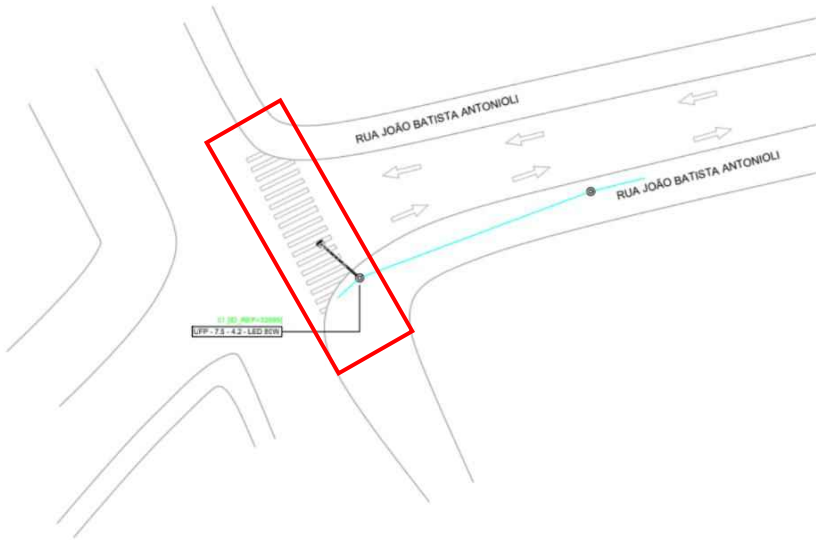 RUA JOÃO BATISTA ANTONIOLI
RUA JOÃO BATISTA ANTONIOLI
UFP - 7.5 - 4.2 - LED 80W